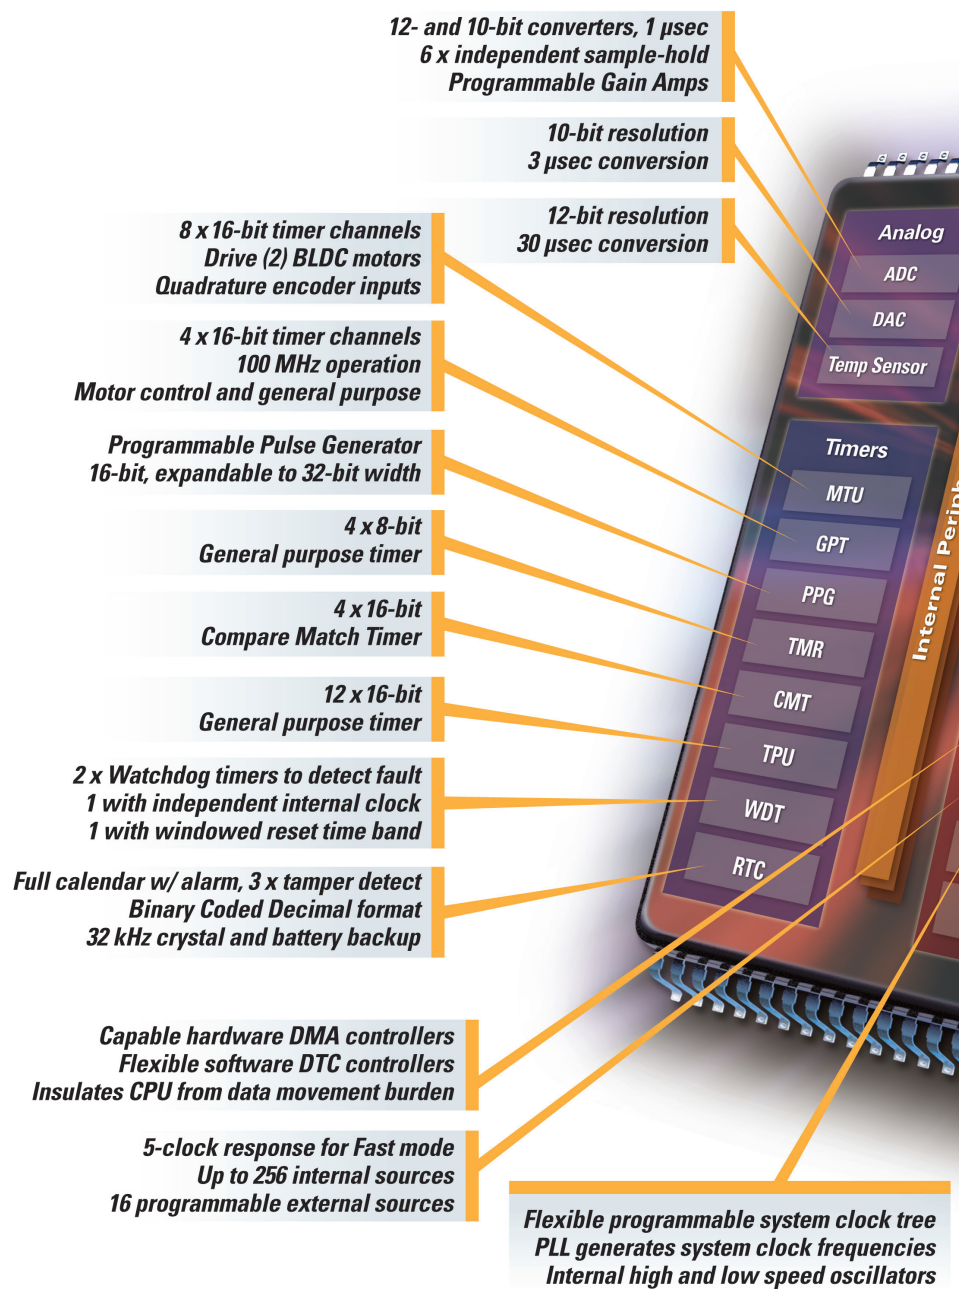 12- and 10-bit converters, 1 µsec
6 x independent sample-hold
Programmable Gain Amps
10-bit resolution
3 µsec conversion
12-bit resolution
30 µsec conversion
8 x 16-bit timer channels
Drive (2) BLDC motors
Quadrature encoder inputs
4 x 16-bit timer channels
100 MHz operation
Motor control and general purpose
Programmable Pulse Generator
16-bit, expandable to 32-bit width
4 x 8-bit
General purpose timer
4 x 16-bit
Compare Match Timer
12 x 16-bit
General purpose timer
2 x Watchdog timers to detect fault
1 with independent internal clock
1 with windowed reset time band
Full calendar w/ alarm, 3 x tamper detect
Binary Coded Decimal format
32 kHz crystal and battery backup
Capable hardware DMA controllers
Flexible software DTC controllers
Insulates CPU from data movement burden
5-clock response for Fast mode
Up to 256 internal sources
16 programmable external sources
Flexible programmable system clock tree
PLL generates system clock frequencies
Internal high and low speed oscillators
Analog
ADC
DAC
Temp Sensor
Timers
MTU
GPT
PPG
TMR
CMT
TPU
WDT
RTC
Internal Periph